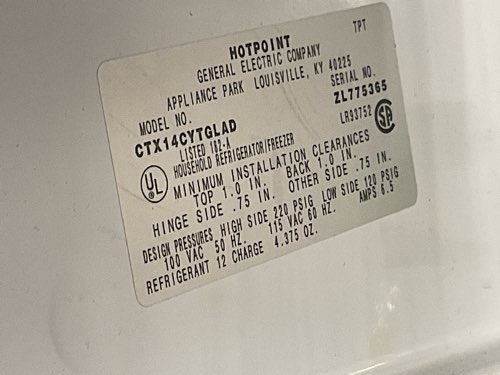 TPT
HOTPOINT
GENERAL ELECTRIC COMPANY
APPLIANCE PARK LOUISVILLE, KY 40225
MODEL NO. SERIAL NO.
CTX14CYTGLAD ZL775365
LISTED 182-A LR93752
HOUSEHOLD REFRIGERATOR/FREEZER
UL SA
MINIMUM INSTALLATION CLEARANCES
TOP 1.0 IN. BACK 1.0 IN.
HINGE SIDE .75 IN. OTHER SIDE .75 IN.
DESIGN PRESSURES HIGH SIDE 220 PSIG LOW SIDE 120 PSIG
100 VAC 50 HZ. 115 VAC 60 HZ. AMPS 6.5
REFRIGERANT 12 CHARGE 4.375 OZ.